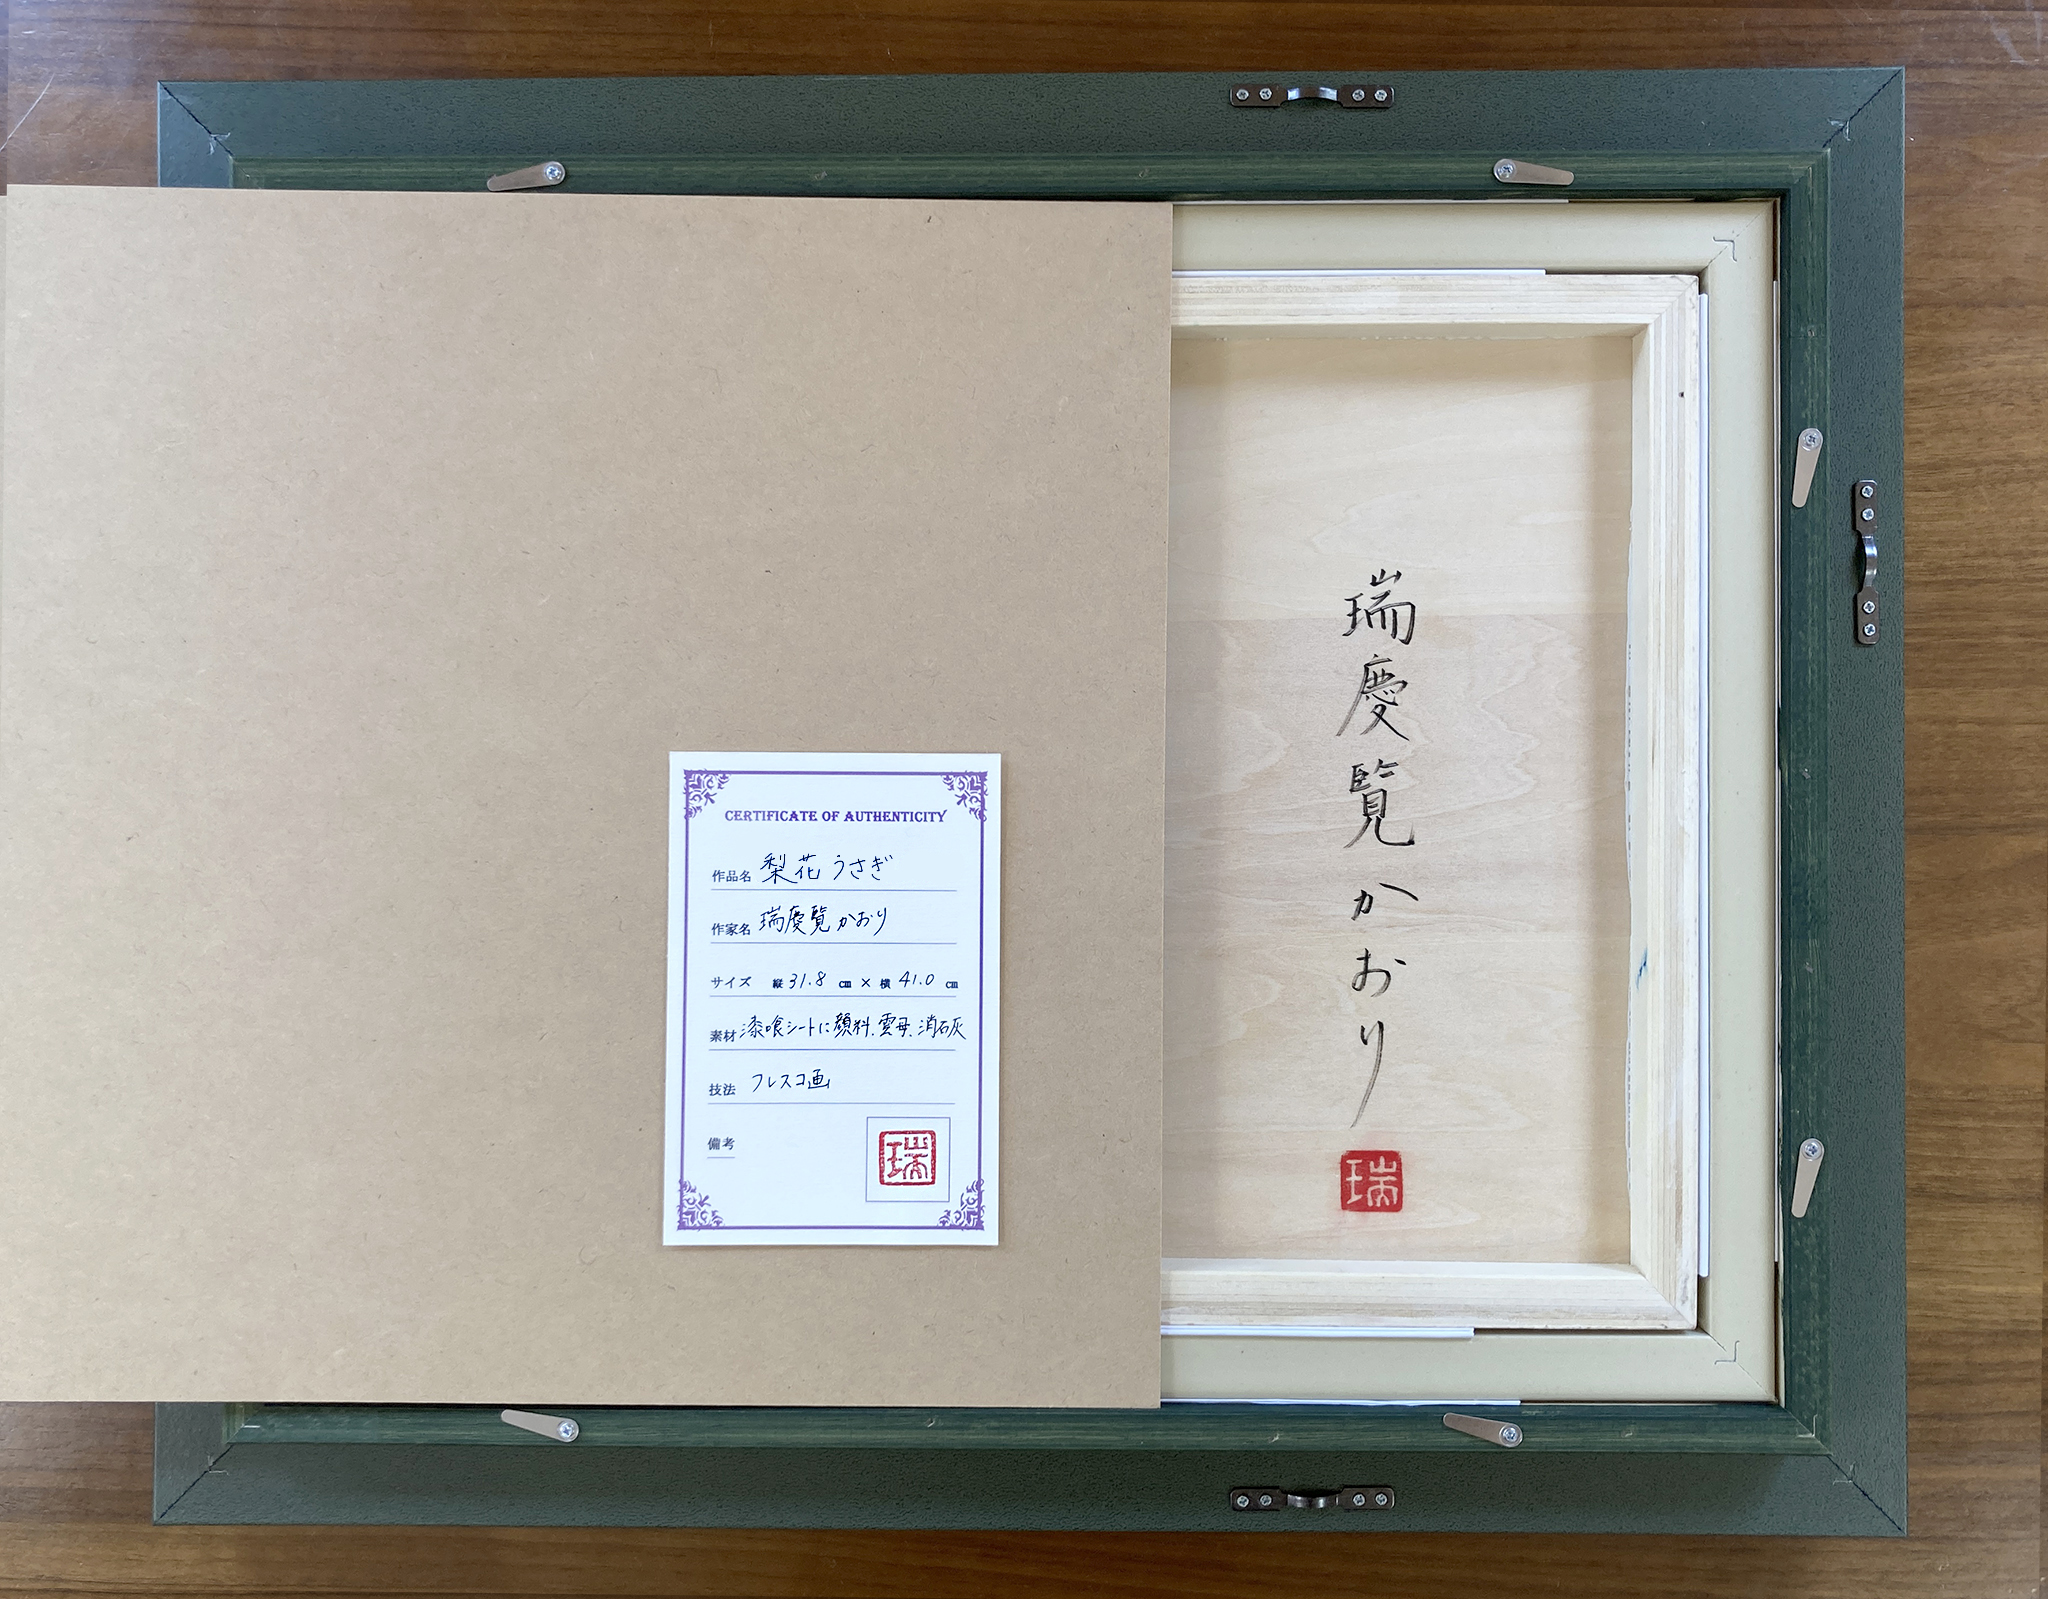 CERTIFICATE OF AUTHENTICITY
作品名 梨花うさぎ
作家名 瑞慶覧かおり
サイズ 縦 31.8 cm × 横 41.0 cm
素材 漆喰シートに顔料、雲母、消石灰
技法 フレスコ画
備考
瑞
瑞慶覧かおり
瑞